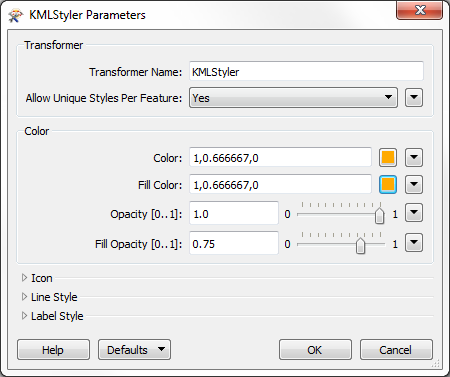 KMLStyler Parameters
Transformer
Transformer Name: KMLStyler
Allow Unique Styles Per Feature: Yes
Color
Color: 1,0.666667,0
Fill Color: 1,0.666667,0
Opacity [0..1]: 1.0 0 1
Fill Opacity [0..1]: 0.75 0 1
Icon
Line Style
Label Style
Help Defaults OK Cancel